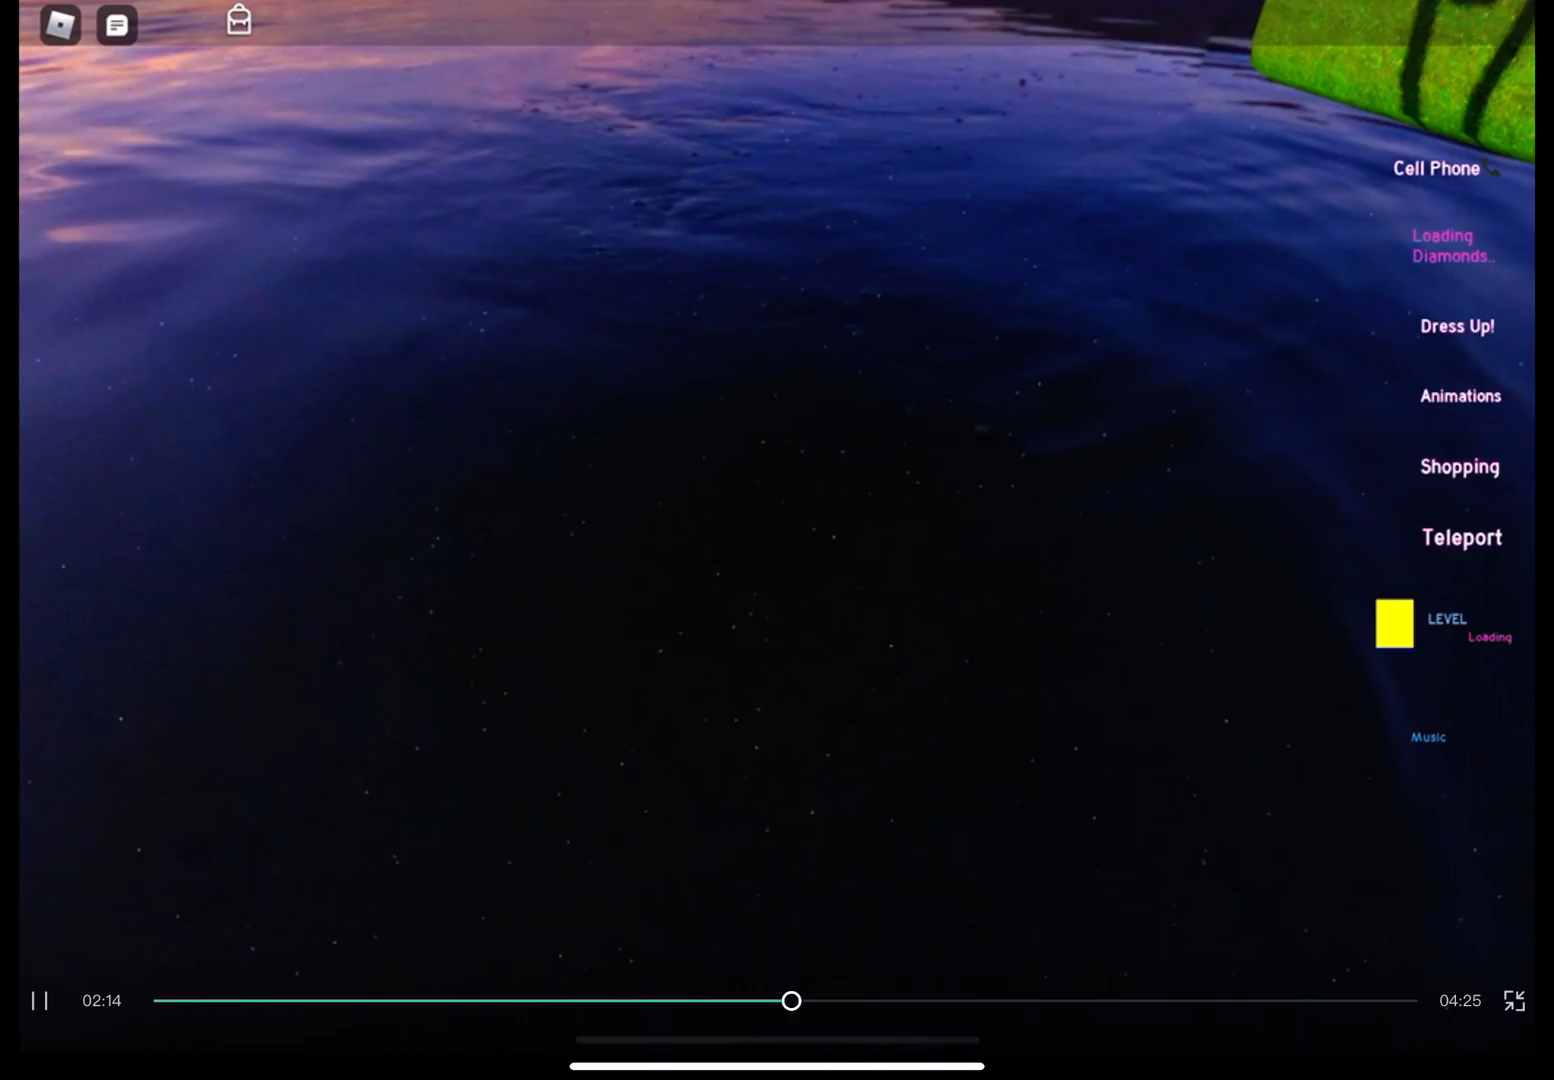 Cell Phone
Loading
Diamonds..
Dress Up!
Animations
Shopping
Teleport
LEVEL
Loading
Music
02:14
04:25